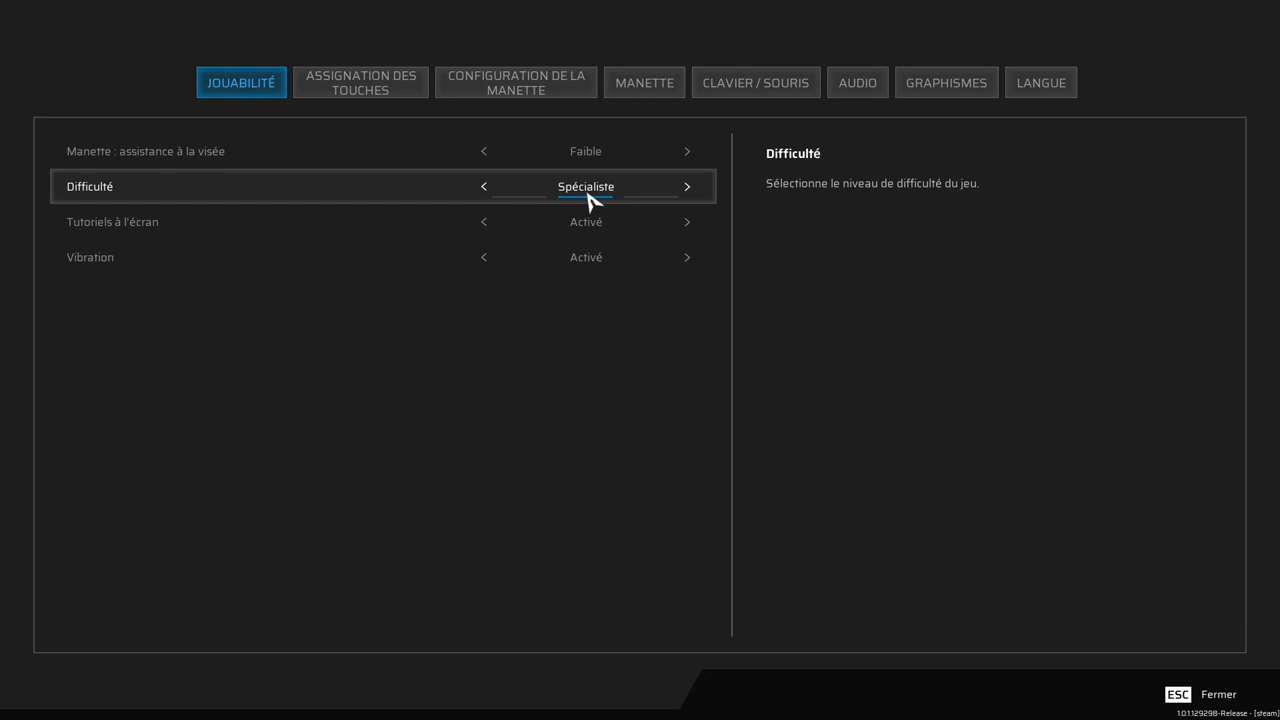 JOUABILITÉ
ASSIGNATION DES
TOUCHES
CONFIGURATION DE LA
MANETTE
MANETTE
CLAVIER / SOURIS
AUDIO
GRAPHISMES
LANGUE
Manette : assistance à la visée
< Faible >
Difficulté
< Spécialiste >
Tutoriels à l'écran
< Activé >
Vibration
< Activé >
Difficulté
Sélectionne le niveau de difficulté du jeu.
ESC Fermer
1.0.1.129298-Release - [steam]